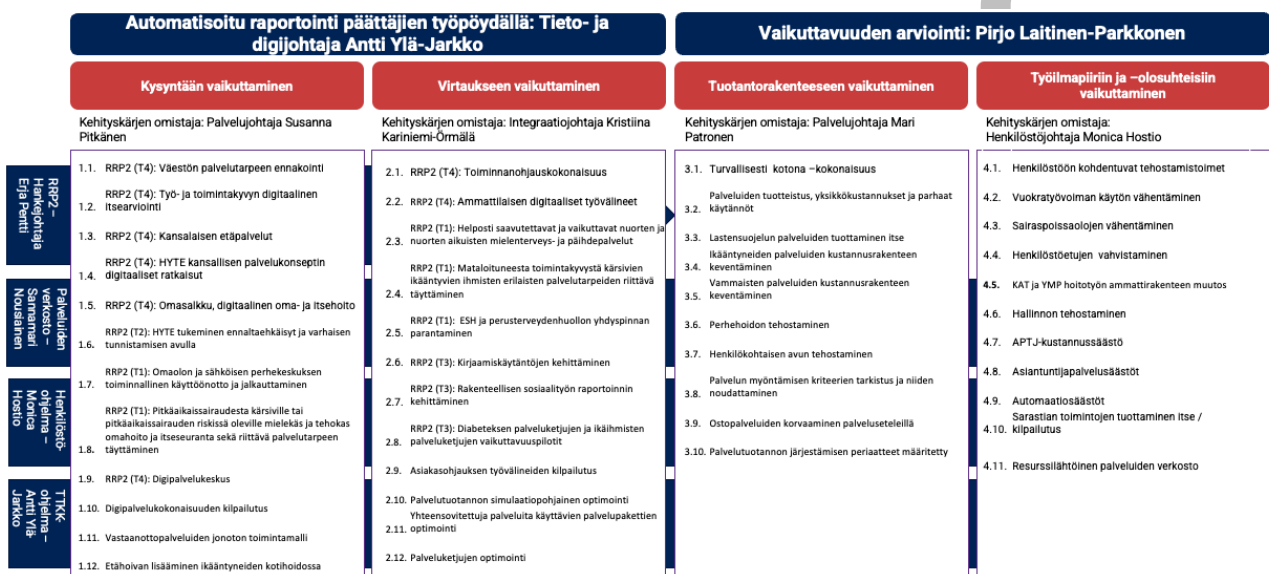 Automatisoitu raportointi päättäjien työpöydällä: Tieto- ja
digijohtaja Antti Ylä-Jarkko
Vaikuttavuuden arviointi: Pirjo Laitinen-Parkkonen
Kysyntään vaikuttaminen
Virtaukseen vaikuttaminen
Tuotantorakenteeseen vaikuttaminen
Työilmapiiriin ja –olosuhteisiin
vaikuttaminen
Kehityskärjen omistaja: Palvelujohtaja Susanna
Pitkänen
Kehityskärjen omistaja: Integraatiojohtaja Kristiina
Kariniemi-Örmälä
Kehityskärjen omistaja: Palvelujohtaja Mari
Patronen
Kehityskärjen omistaja:
Henkilöstöjohtaja Monica Hostio
RRP2 –
Hankejohtaja
Erja Pentti
Palveluiden
verkosto –
Sannamari
Nousiainen
Henkilöstö-
ohjelma –
Monica
Hostio
TTKK-
ohjelma –
Antti Ylä-
Jarkko
1.1. RRP2 (T4): Väestön palvelutarpeen ennakointi
RRP2 (T4): Työ- ja toimintakyvyn digitaalinen
1.2. itsearviointi
1.3. RRP2 (T4): Kansalaisen etäpalvelut
RRP2 (T4): HYTE kansallisen palvelukonseptin
1.4. digitaaliset ratkaisut
1.5. RRP2 (T4): Omasalkku, digitaalinen oma- ja itsehoito
RRP2 (T2): HYTE tukeminen ennaltaehkäisyt ja varhaisen
1.6. tunnistamisen avulla
RRP2 (T1): Omaolon ja sähköisen perhekeskuksen
1.7. toiminnallinen käyttöönotto ja jalkauttaminen
RRP2 (T1): Pitkäaikaissairaudesta kärsiville tai
pitkäaikaissairauden riskissä oleville mielekäs ja tehokas
omahoito ja itseseuranta sekä riittävä palvelutarpeen
1.8. täyttäminen
1.9. RRP2 (T4): Digipalvelukeskus
1.10. Digipalvelukokonaisuuden kilpailutus
1.11. Vastaanottopalveluiden jonoton toimintamalli
1.12. Etähoivan lisääminen ikääntyneiden kotihoidossa
2.1. RRP2 (T4): Toiminnanohjauskokonaisuus
2.2. RRP2 (T4): Ammattilaisen digitaaliset työvälineet
RRP2 (T1): Helposti saavutettavat ja vaikuttavat nuorten ja
2.3. nuorten aikuisten mielenterveys- ja päihdepalvelut
RRP2 (T1): Mataloituneesta toimintakyvystä kärsivien
ikääntyvien ihmisten erilaisten palvelutarpeiden riittävä
2.4. täyttäminen
RRP2 (T1): ESH ja perusterveydenhuollon yhdyspinnan
2.5. parantaminen
2.6. RRP2 (T3): Kirjaamiskäytäntöjen kehittäminen
RRP2 (T3): Rakenteellisen sosiaalityön raportoinnin
2.7. kehittäminen
RRP2 (T3): Diabeteksen palveluketjujen ja ikäihmisten
2.8. palveluketjujen vaikuttavuuspilotit
2.9. Asiakasohjauksen työvälineiden kilpailutus
2.10. Palvelutuotannon simulaatiopohjainen optimointi
Yhteensovitettuja palveluita käyttävien palvelupakettien
2.11. optimointi
2.12. Palveluketjujen optimointi
3.1. Turvallisesti kotona –kokonaisuus
Palveluiden tuotteistus, yksikkökustannukset ja parhaat
3.2. käytännöt
3.3. Lastensuojelun palveluiden tuottaminen itse
Ikääntyneiden palveluiden kustannusrakenteen
3.4. keventäminen
Vammaisten palveluiden kustannusrakenteen
3.5. keventäminen
3.6. Perhehoidon tehostaminen
3.7. Henkilökohtaisen avun tehostaminen
Palvelun myöntämisen kriteerien tarkistus ja niiden
3.8. noudattaminen
3.9. Ostopalveluiden korvaaminen palveluseteleillä
3.10. Palvelutuotannon järjestämisen periaatteet määritetty
4.1. Henkilöstöön kohdentuvat tehostamistoimet
4.2. Vuokratyövoiman käytön vähentäminen
4.3. Sairaspoissaolojen vähentäminen
4.4. Henkilöstöetujen vahvistaminen
4.5. KAT ja YMP hoitotyön ammattirakenteen muutos
4.6. Hallinnon tehostaminen
4.7. APTJ-kustannussäästö
4.8. Asiantuntijapalvelusäästöt
4.9. Automaatiosäästöt
Sarastian toimintojen tuottaminen itse /
4.10. kilpailutus
4.11. Resurssilähtöinen palveluiden verkosto